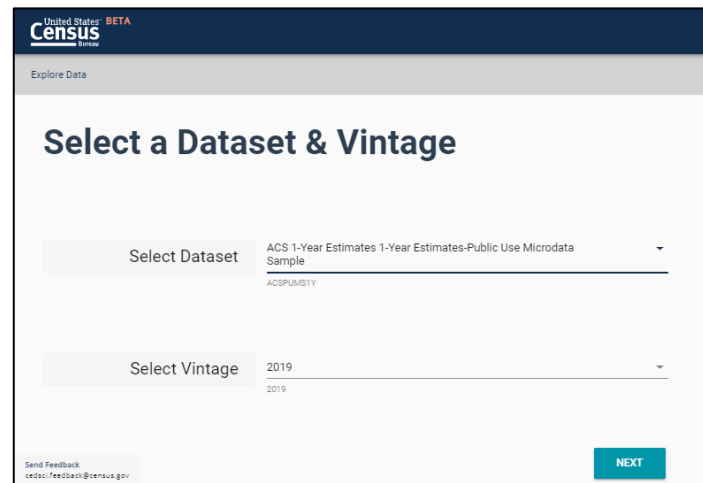 United States® BETA
Census
Bureau
Explore Data
Select a Dataset & Vintage
Select Dataset
ACS 1-Year Estimates 1-Year Estimates-Public Use Microdata
Sample
ACSPUMS1Y
Select Vintage
2019
2019
Send Feedback
cedsci.feedback@census.gov
NEXT